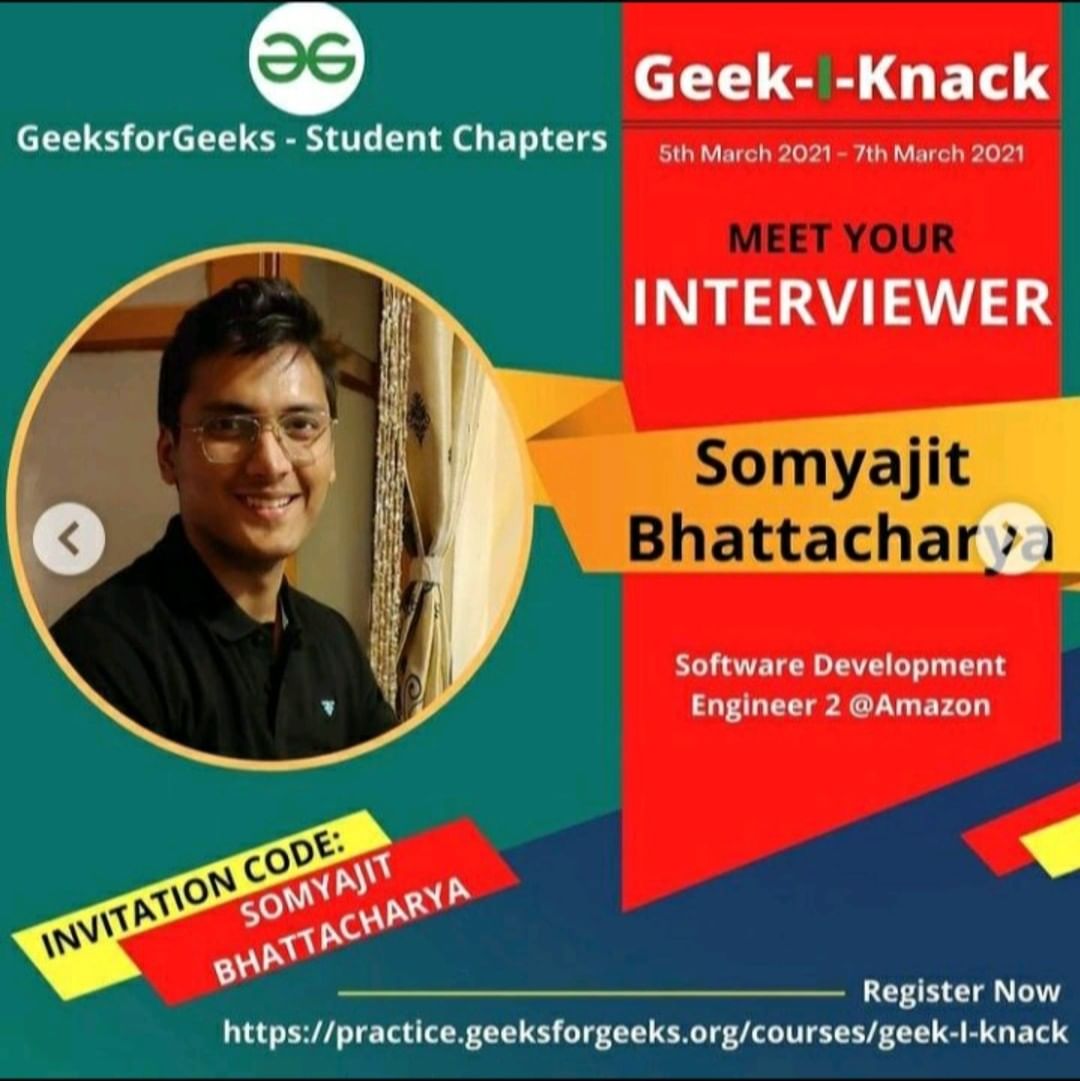 GeeksforGeeks - Student Chapters
Geek-I-Knack
5th March 2021 - 7th March 2021
MEET YOUR
INTERVIEWER
Somyajit
Bhattacharya
Software Development
Engineer 2 @Amazon
INVITATION CODE:
SOMYAJIT
BHATTACHARYA
Register Now
https://practice.geeksforgeeks.org/courses/geek-I-knack